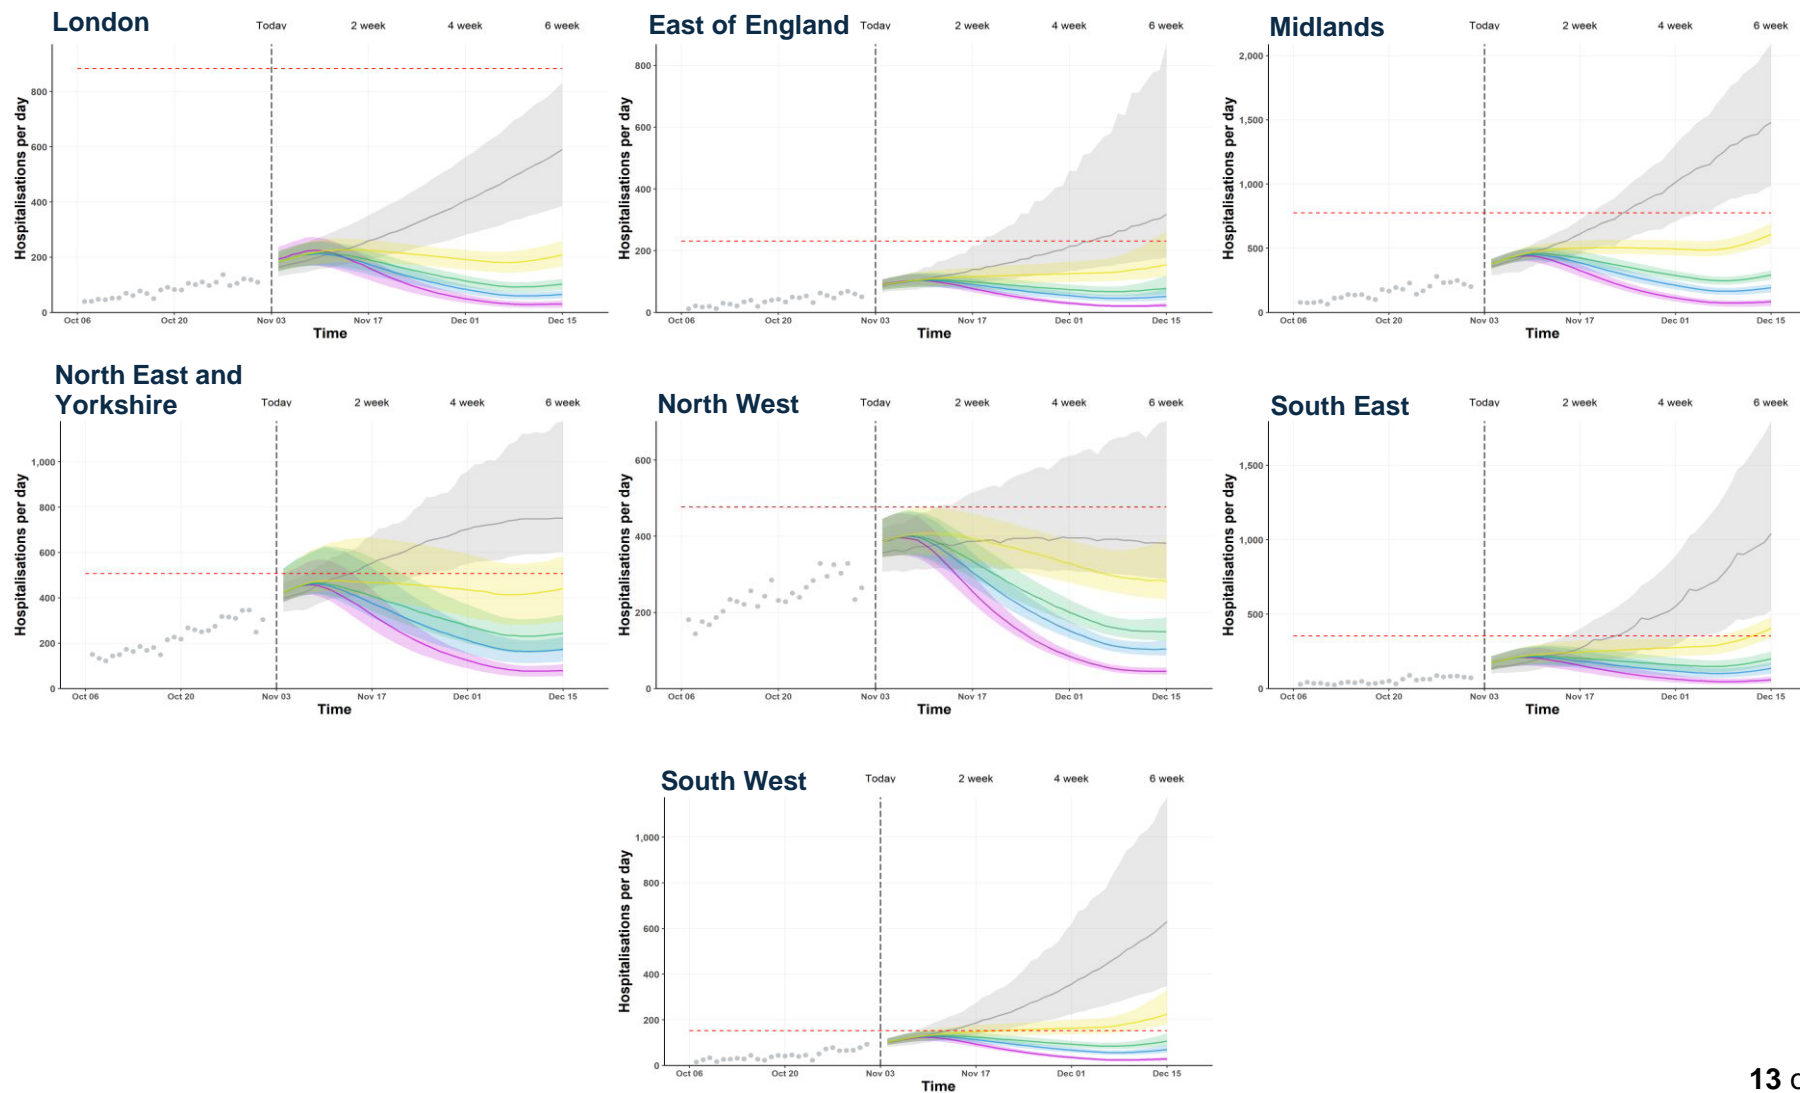 London
Today 2 week 4 week 6 week
Hospitalisations per day
800
600
400
200
0
Oct 06 Oct 20 Nov 03 Nov 17 Dec 01 Dec 15
Time
East of England
Today 2 week 4 week 6 week
Hospitalisations per day
800
600
400
200
0
Oct 06 Oct 20 Nov 03 Nov 17 Dec 01 Dec 15
Time
Midlands
Today 2 week 4 week 6 week
Hospitalisations per day
2,000
1,500
1,000
500
0
Oct 06 Oct 20 Nov 03 Nov 17 Dec 01 Dec 15
Time
North East and
Yorkshire
Today 2 week 4 week 6 week
Hospitalisations per day
1,000
800
600
400
200
0
Oct 06 Oct 20 Nov 03 Nov 17 Dec 01 Dec 15
Time
North West
Today 2 week 4 week 6 week
Hospitalisations per day
600
400
200
0
Oct 06 Oct 20 Nov 03 Nov 17 Dec 01 Dec 15
Time
South East
Today 2 week 4 week 6 week
Hospitalisations per day
1,500
1,000
500
0
Oct 06 Oct 20 Nov 03 Nov 17 Dec 01 Dec 15
Time
South West
Today 2 week 4 week 6 week
Hospitalisations per day
1,000
800
600
400
200
0
Oct 06 Oct 20 Nov 03 Nov 17 Dec 01 Dec 15
Time
13